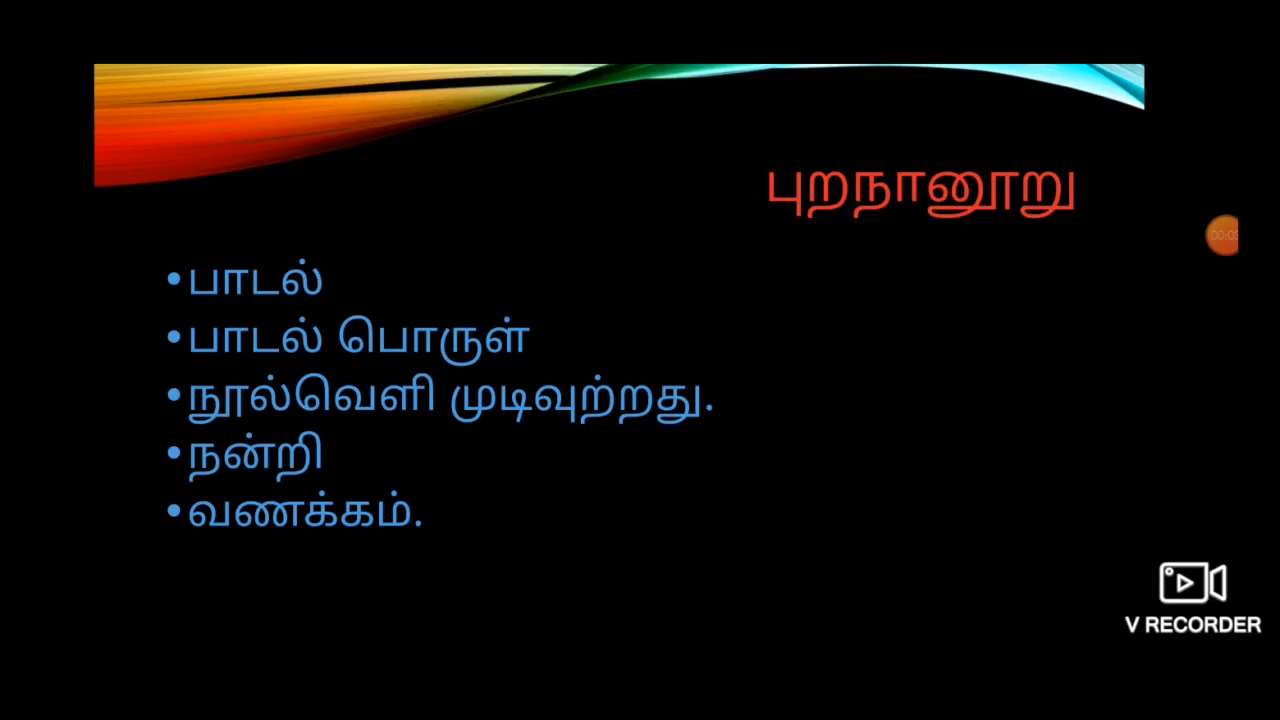 புறநானூறு
•பாடல்
•பாடல் பொருள்
•நூல்வெளி முடிவுற்றது.
•நன்றி
•வணக்கம்.
V RECORDER